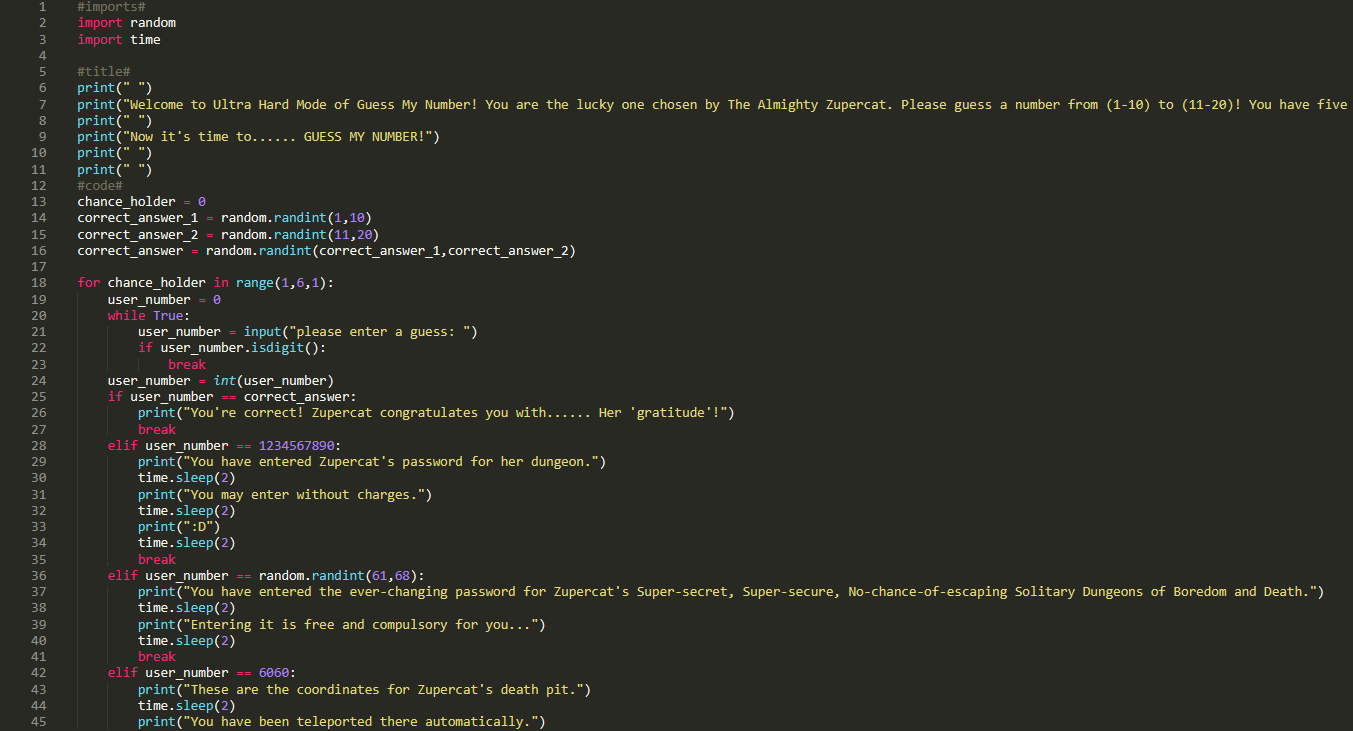 1 #imports#
2 import random
3 import time
4
5 #title#
6 print(" ")
7 print("Welcome to Ultra Hard Mode of Guess My Number! You are the lucky one chosen by The Almighty Zupercat. Please guess a number from (1-10) to (11-20)! You have five
8 print(" ")
9 print("Now it's time to...... GUESS MY NUMBER!")
10 print(" ")
11 print(" ")
12 #code#
13 chance_holder = 0
14 correct_answer_1 = random.randint(1,10)
15 correct_answer_2 = random.randint(11,20)
16 correct_answer = random.randint(correct_answer_1,correct_answer_2)
17
18 for chance_holder in range(1,6,1):
19     user_number = 0
20     while True:
21         user_number = input("please enter a guess: ")
22         if user_number.isdigit():
23             break
24     user_number = int(user_number)
25     if user_number == correct_answer:
26         print("You're correct! Zupercat congratulates you with...... Her 'gratitude'!")
27         break
28     elif user_number == 1234567890:
29         print("You have entered Zupercat's password for her dungeon.")
30         time.sleep(2)
31         print("You may enter without charges.")
32         time.sleep(2)
33         print(":D")
34         time.sleep(2)
35         break
36     elif user_number == random.randint(61,68):
37         print("You have entered the ever-changing password for Zupercat's Super-secret, Super-secure, No-chance-of-escaping Solitary Dungeons of Boredom and Death.")
38         time.sleep(2)
39         print("Entering it is free and compulsory for you...")
40         time.sleep(2)
41         break
42     elif user_number == 6060:
43         print("These are the coordinates for Zupercat's death pit.")
44         time.sleep(2)
45         print("You have been teleported there automatically.")